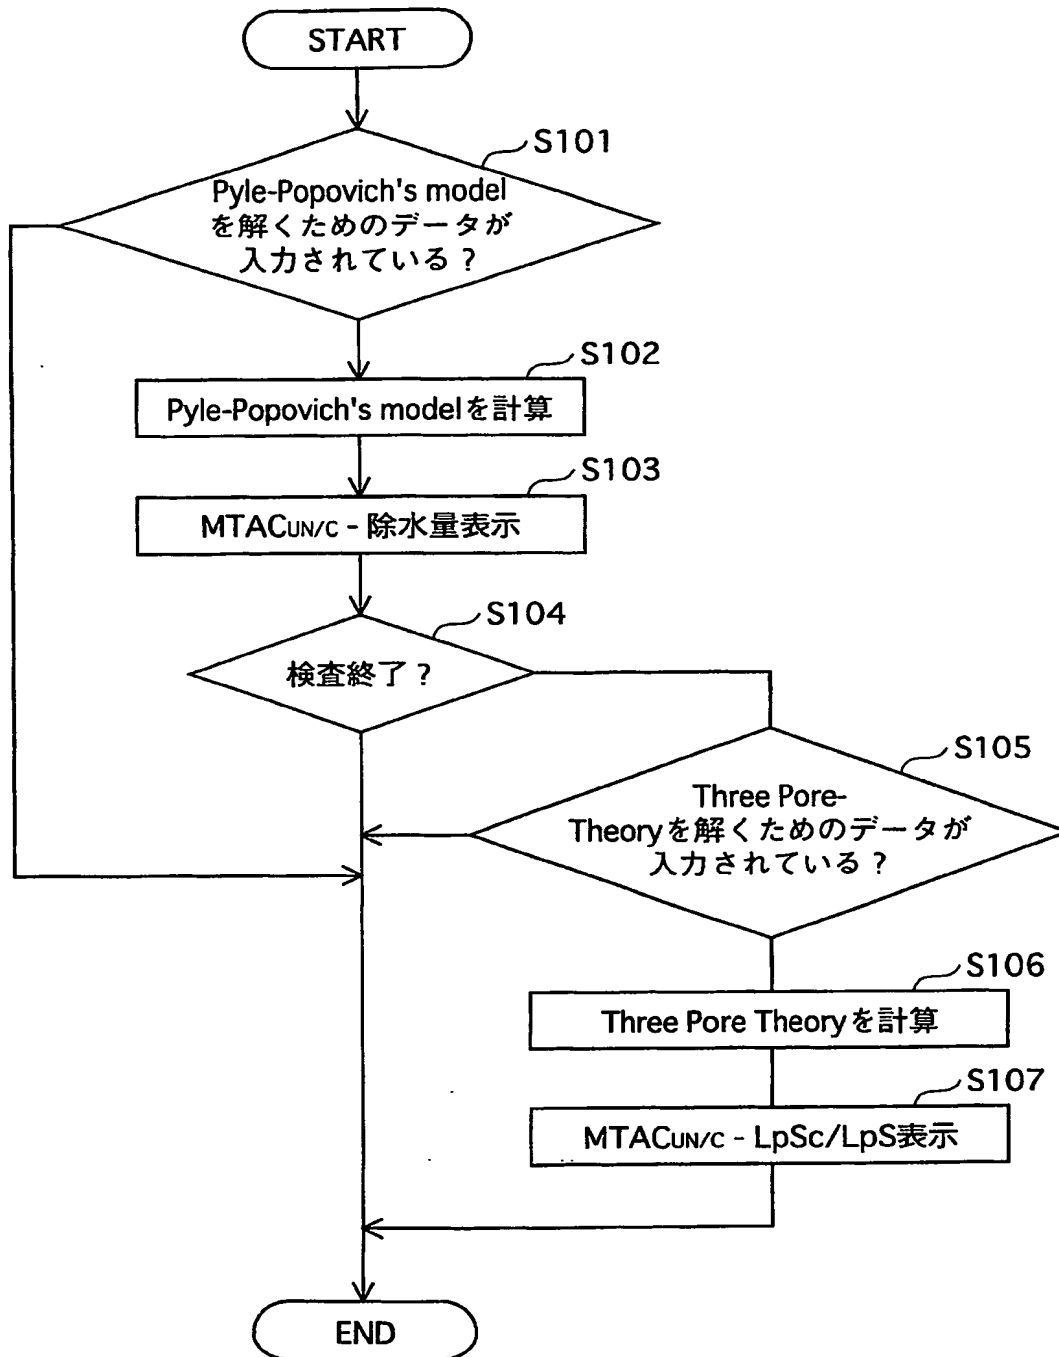 START
S101
Pyle-Popovich's model
を解くためのデータが
入力されている？
S102
Pyle-Popovich's modelを計算
S103
MTACUN/C - 除水量表示
S104
検査終了？
S105
Three Pore-
Theoryを解くためのデータが
入力されている？
S106
Three Pore Theoryを計算
S107
MTACUN/C - LpSc/LpS表示
END